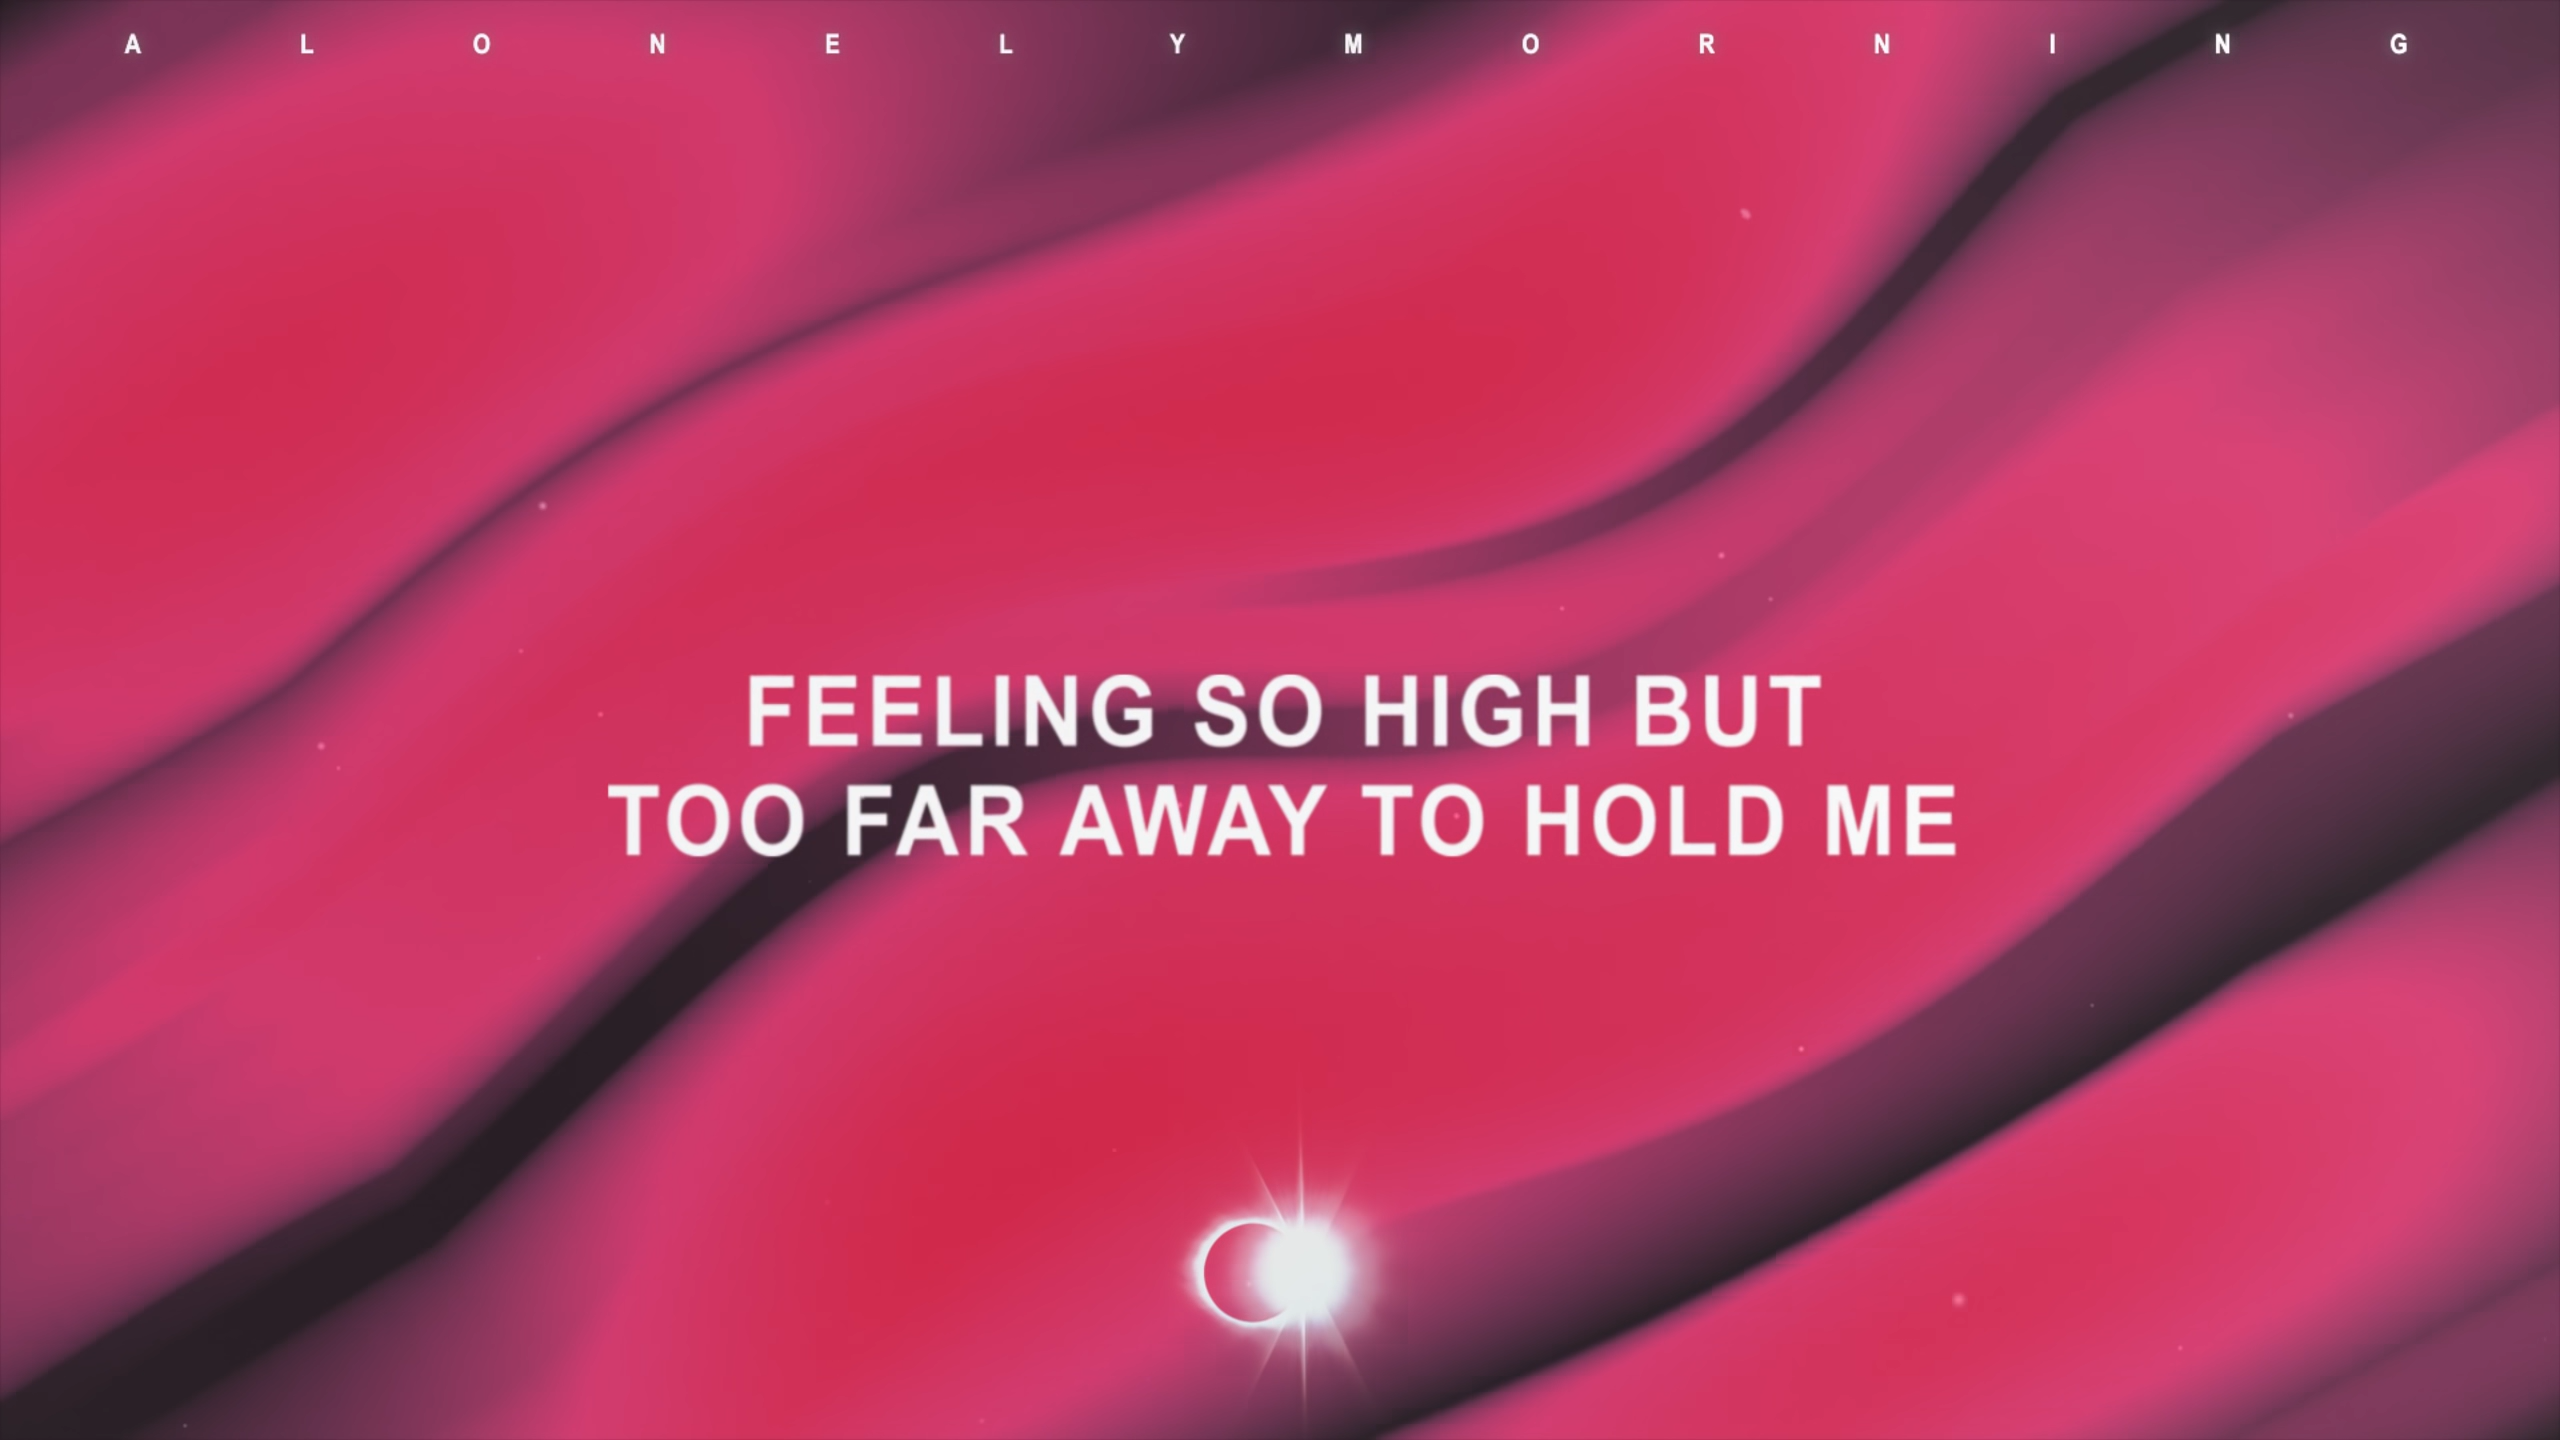 A L O N E L Y M O R N I N G
FEELING SO HIGH BUT
TOO FAR AWAY TO HOLD ME